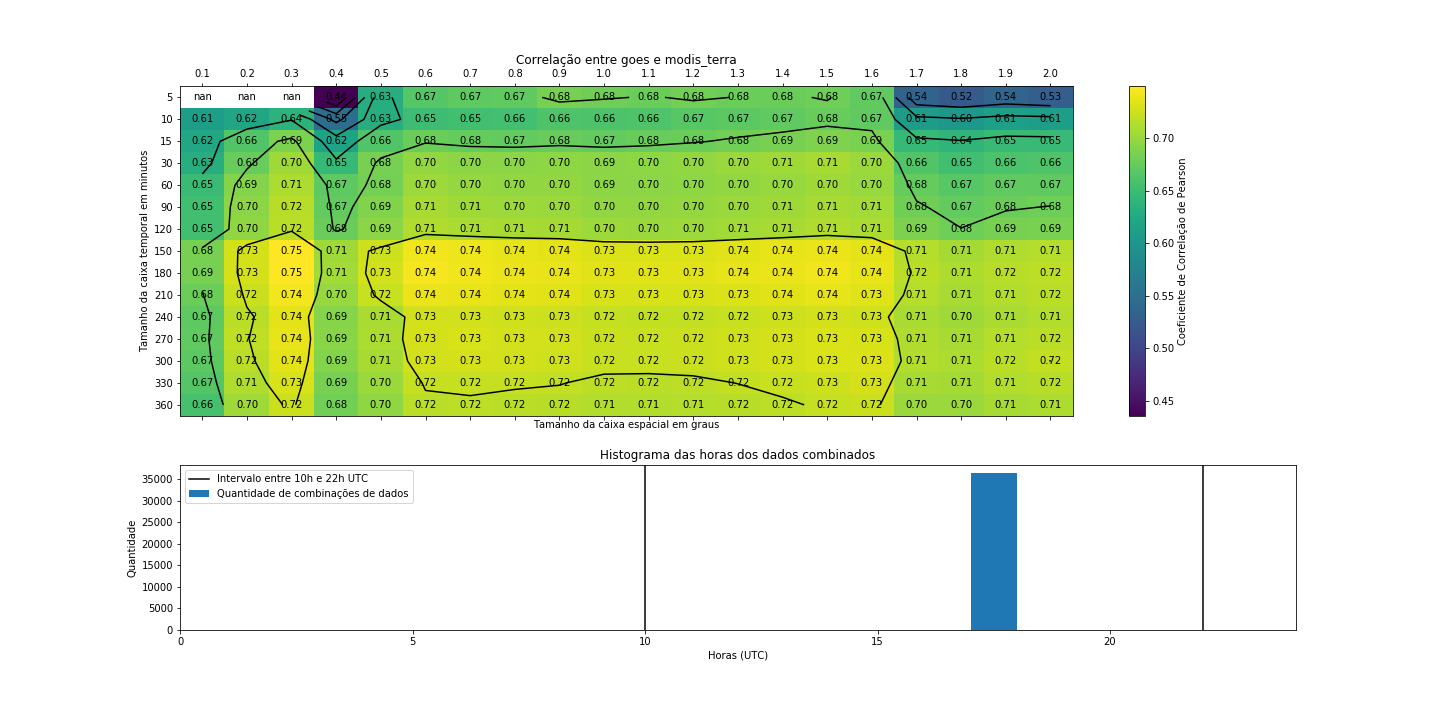 Correlação entre goes e modis_terra
0.1 0.2 0.3 0.4 0.5 0.6 0.7 0.8 0.9 1.0 1.1 1.2 1.3 1.4 1.5 1.6 1.7 1.8 1.9 2.0
5 nan nan nan 0.44 0.63 0.67 0.67 0.67 0.68 0.68 0.68 0.68 0.68 0.68 0.68 0.67 0.54 0.52 0.54 0.53
10 0.61 0.62 0.64 0.55 0.63 0.65 0.65 0.66 0.66 0.66 0.66 0.67 0.67 0.67 0.68 0.67 0.61 0.60 0.61 0.61
15 0.62 0.66 0.69 0.62 0.66 0.68 0.68 0.67 0.68 0.67 0.68 0.68 0.68 0.69 0.69 0.69 0.65 0.64 0.65 0.65
30 0.63 0.68 0.70 0.65 0.68 0.70 0.70 0.70 0.70 0.69 0.70 0.70 0.70 0.71 0.71 0.70 0.66 0.65 0.66 0.66
60 0.65 0.69 0.71 0.67 0.68 0.70 0.70 0.70 0.70 0.69 0.70 0.70 0.70 0.70 0.70 0.70 0.68 0.67 0.67 0.67
90 0.65 0.70 0.72 0.67 0.69 0.71 0.71 0.70 0.70 0.70 0.70 0.70 0.70 0.71 0.71 0.71 0.68 0.67 0.68 0.68
120 0.65 0.70 0.72 0.68 0.69 0.71 0.71 0.71 0.71 0.70 0.70 0.70 0.71 0.71 0.71 0.71 0.69 0.68 0.69 0.69
150 0.68 0.73 0.75 0.71 0.73 0.74 0.74 0.74 0.74 0.73 0.73 0.73 0.74 0.74 0.74 0.74 0.71 0.71 0.71 0.71
180 0.69 0.73 0.75 0.71 0.73 0.74 0.74 0.74 0.74 0.73 0.73 0.73 0.74 0.74 0.74 0.74 0.72 0.71 0.72 0.72
210 0.68 0.72 0.74 0.70 0.72 0.74 0.74 0.74 0.74 0.73 0.73 0.73 0.73 0.73 0.74 0.74 0.71 0.71 0.71 0.72
240 0.67 0.72 0.74 0.69 0.71 0.73 0.73 0.73 0.73 0.72 0.72 0.72 0.73 0.73 0.73 0.73 0.71 0.70 0.71 0.71
270 0.67 0.72 0.74 0.69 0.71 0.73 0.73 0.73 0.73 0.72 0.72 0.72 0.73 0.73 0.73 0.73 0.71 0.71 0.71 0.72
300 0.67 0.72 0.74 0.69 0.71 0.73 0.73 0.73 0.73 0.72 0.72 0.72 0.73 0.73 0.73 0.73 0.71 0.71 0.72 0.72
330 0.67 0.71 0.73 0.69 0.70 0.72 0.72 0.72 0.72 0.72 0.72 0.72 0.72 0.72 0.73 0.73 0.71 0.71 0.71 0.72
360 0.66 0.70 0.72 0.68 0.70 0.72 0.72 0.72 0.72 0.71 0.71 0.71 0.72 0.72 0.72 0.72 0.70 0.70 0.71 0.71
Tamanho da caixa temporal em minutos
Tamanho da caixa espacial em graus
0.70
0.65
0.60
0.55
0.50
0.45
Coeficiente de Correlação de Pearson
Histograma das horas dos dados combinados
Intervalo entre 10h e 22h UTC
Quantidade de combinações de dados
35000
30000
25000
20000
15000
10000
5000
0
Quantidade
0 5 10 15 20
Horas (UTC)